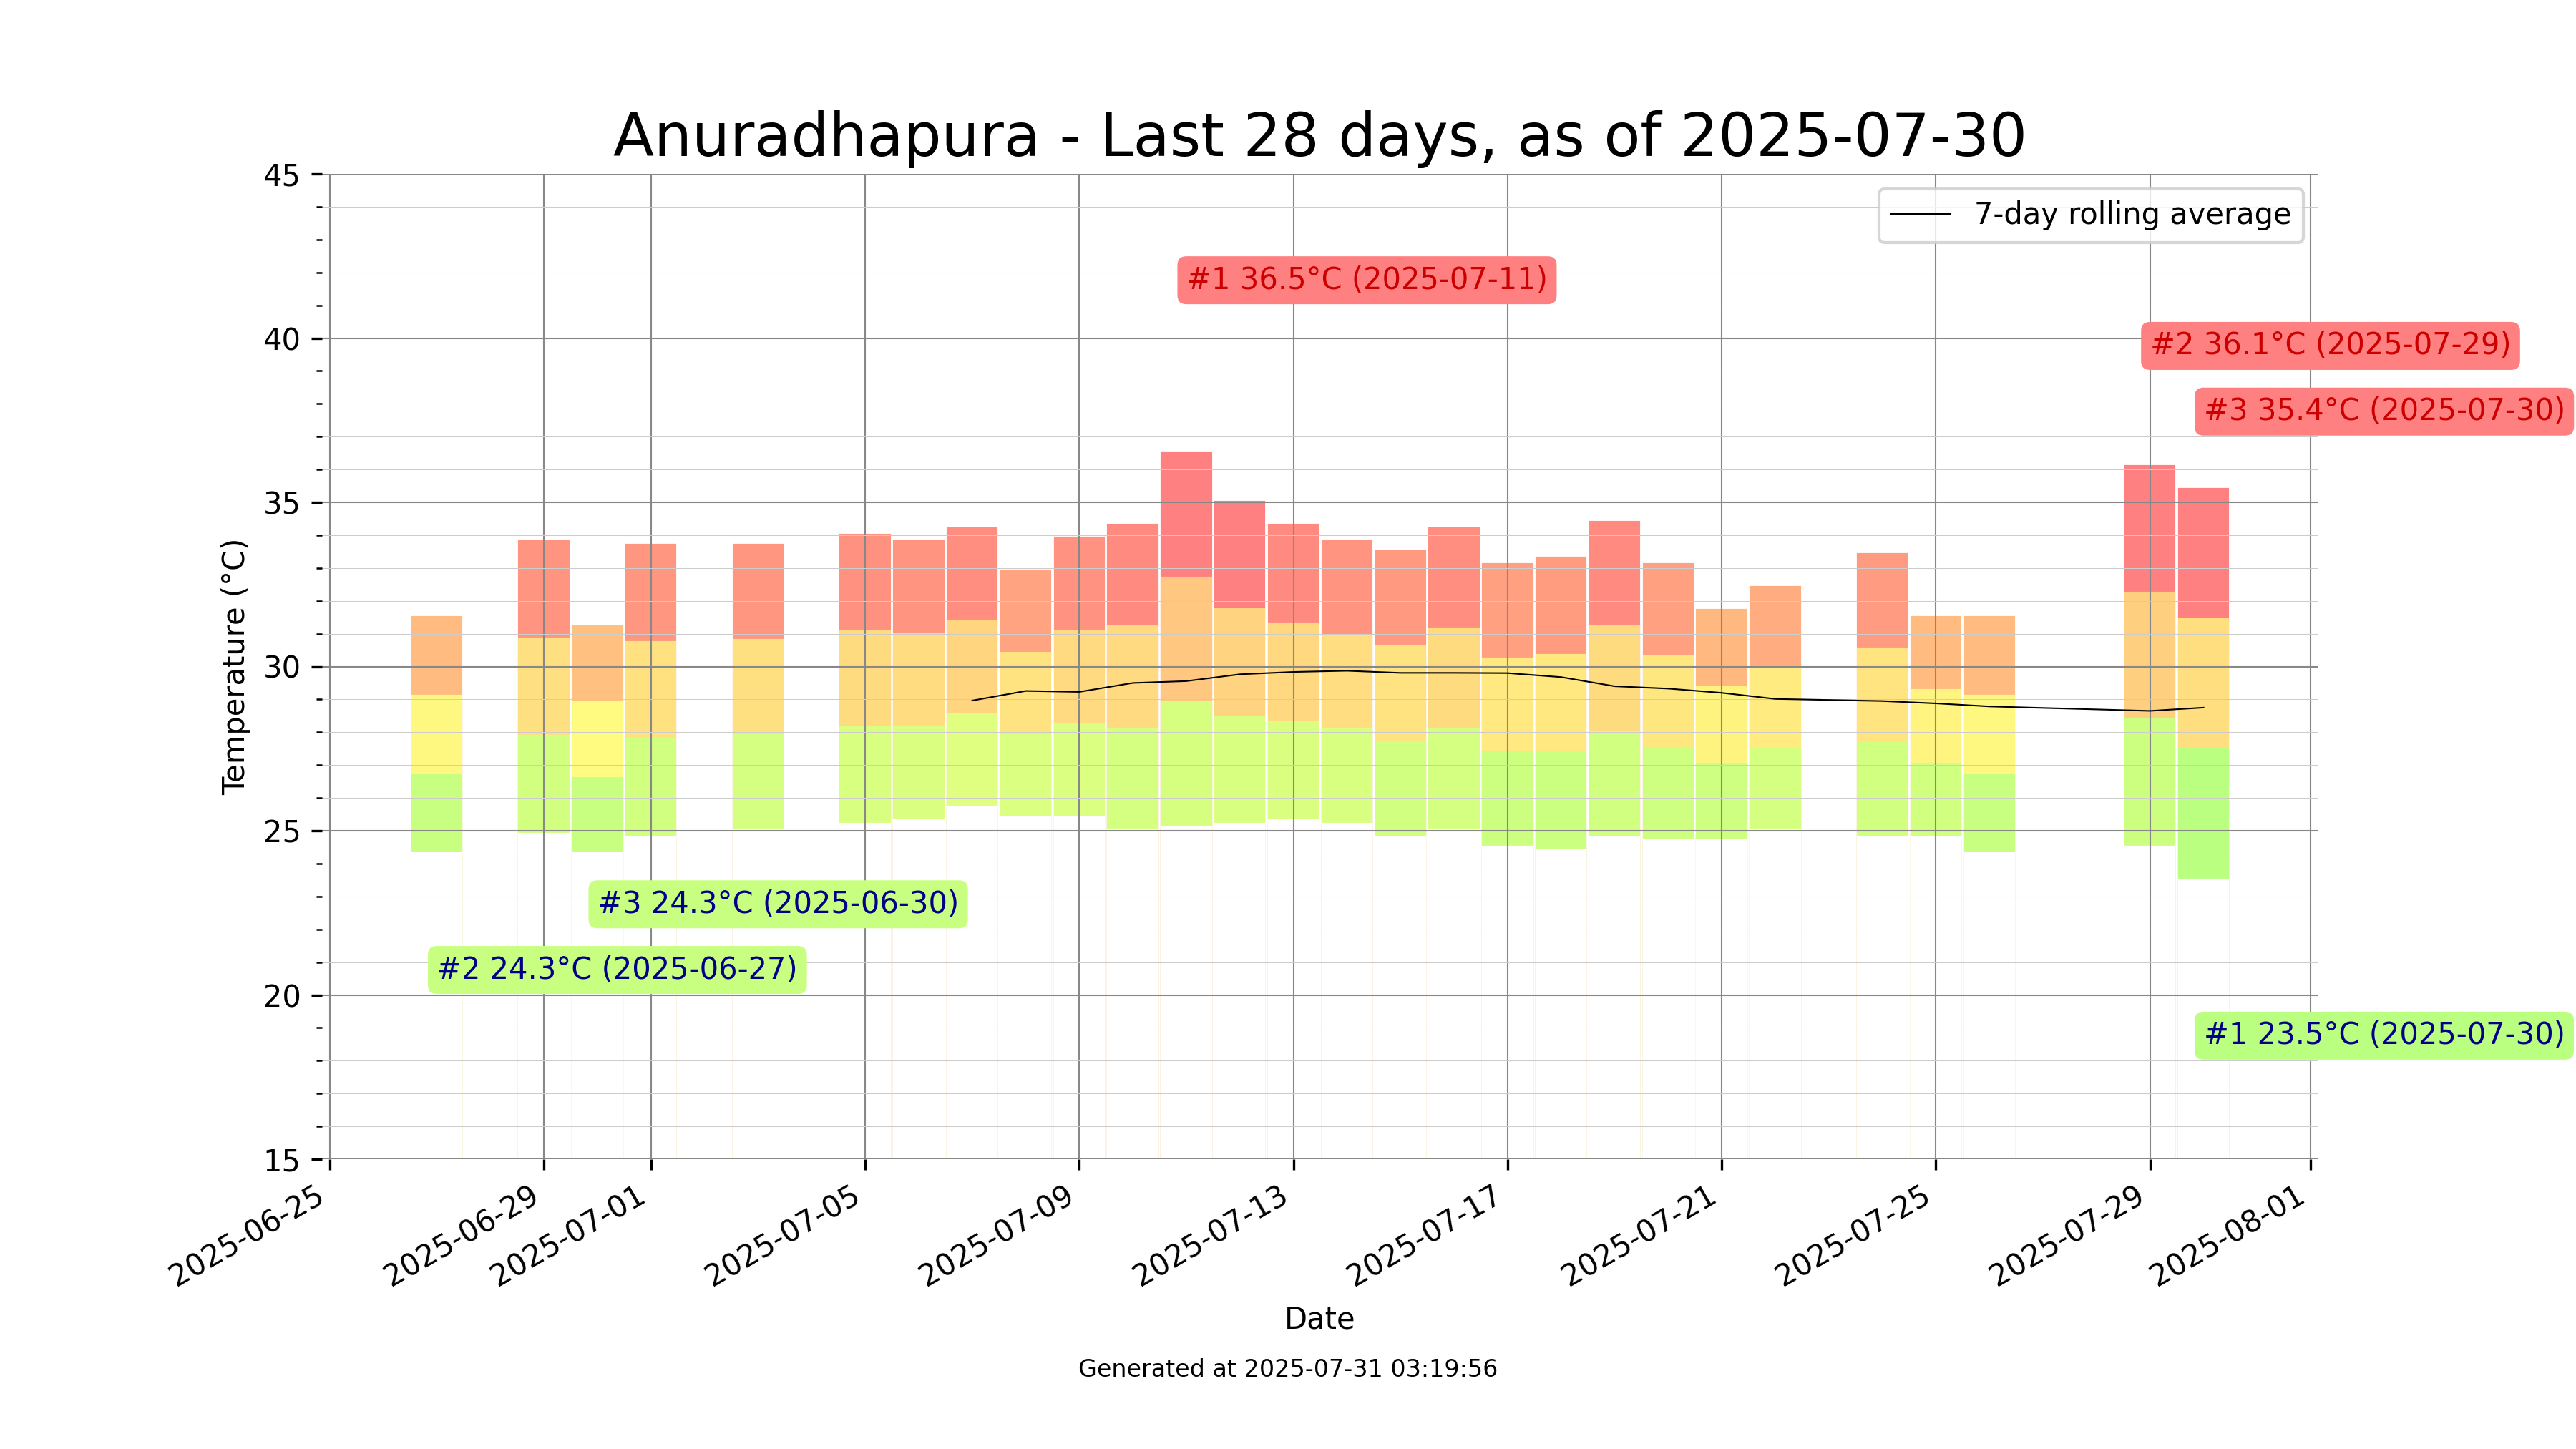 Anuradhapura - Last 28 days, as of 2025-07-30
7-day rolling average
#1 36.5°C (2025-07-11)
#2 36.1°C (2025-07-29)
#3 35.4°C (2025-07-30)
#3 24.3°C (2025-06-30)
#2 24.3°C (2025-06-27)
#1 23.5°C (2025-07-30)
Temperature (°C)
45
40
35
30
25
20
15
2025-06-25
2025-06-29
2025-07-01
2025-07-05
2025-07-09
2025-07-13
2025-07-17
2025-07-21
2025-07-25
2025-07-29
2025-08-01
Date
Generated at 2025-07-31 03:19:56